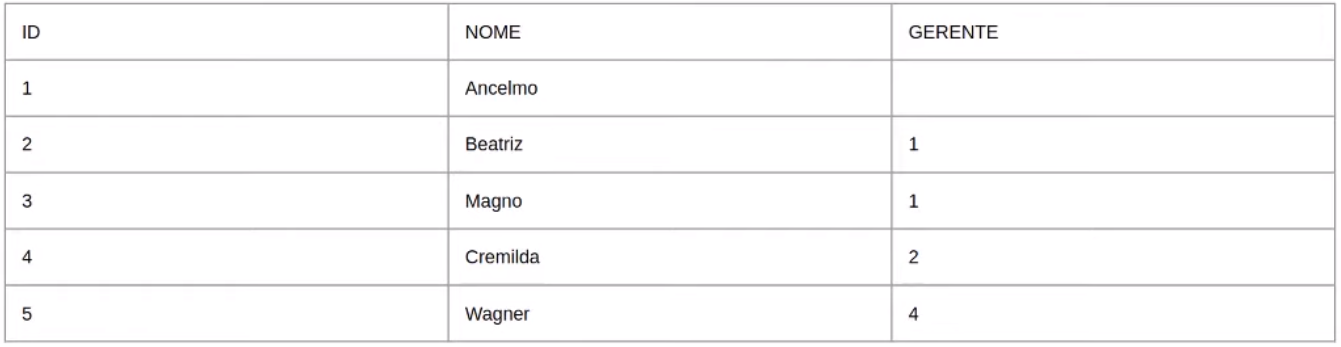 ID NOME GERENTE
1 Ancelmo
2 Beatriz 1
3 Magno 1
4 Cremilda 2
5 Wagner 4